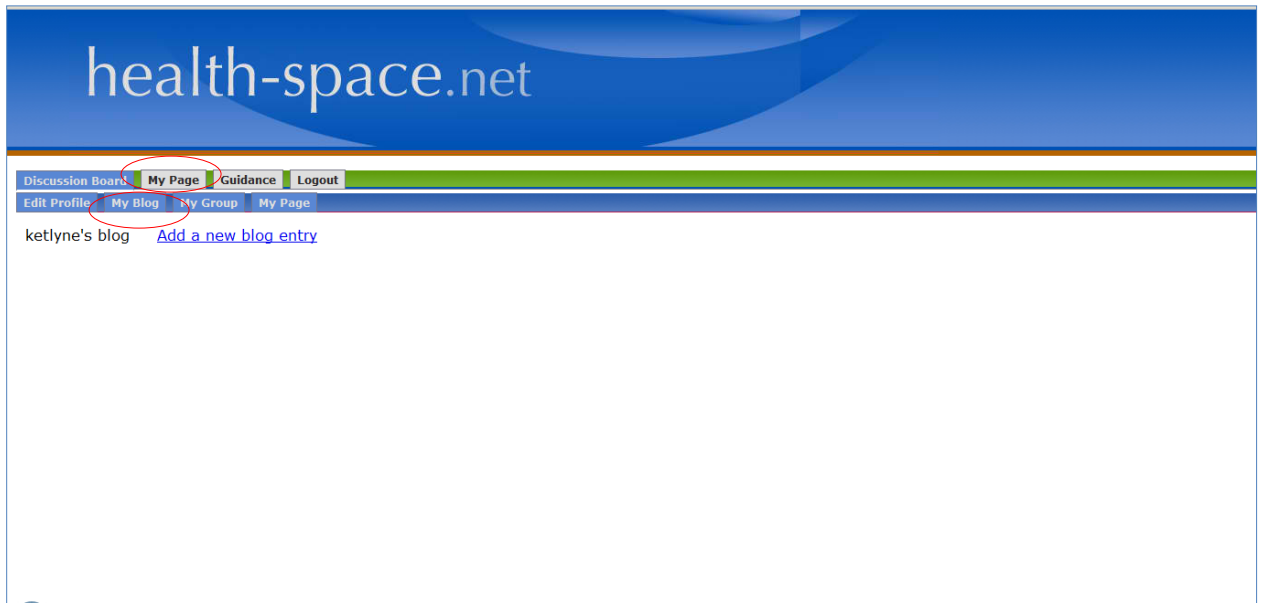 health-space.net
Discussion Board My Page Guidance Logout
Edit Profile My Blog My Group My Page
ketlyne's blog Add a new blog entry